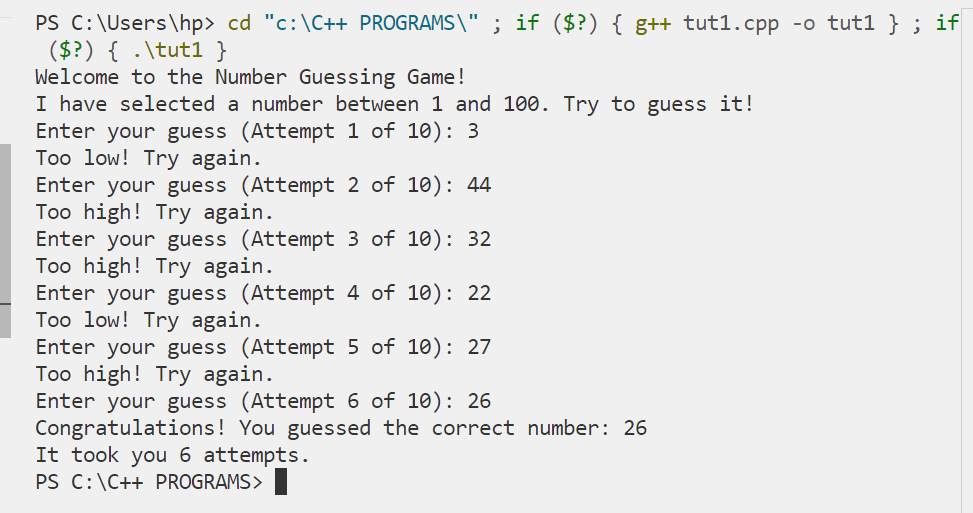 PS C:\Users\hp> cd "c:\C++ PROGRAMS\" ; if ($?) { g++ tut1.cpp -o tut1 } ; if
($?) { .\tut1 }
Welcome to the Number Guessing Game!
I have selected a number between 1 and 100. Try to guess it!
Enter your guess (Attempt 1 of 10): 3
Too low! Try again.
Enter your guess (Attempt 2 of 10): 44
Too high! Try again.
Enter your guess (Attempt 3 of 10): 32
Too high! Try again.
Enter your guess (Attempt 4 of 10): 22
Too low! Try again.
Enter your guess (Attempt 5 of 10): 27
Too high! Try again.
Enter your guess (Attempt 6 of 10): 26
Congratulations! You guessed the correct number: 26
It took you 6 attempts.
PS C:\C++ PROGRAMS>